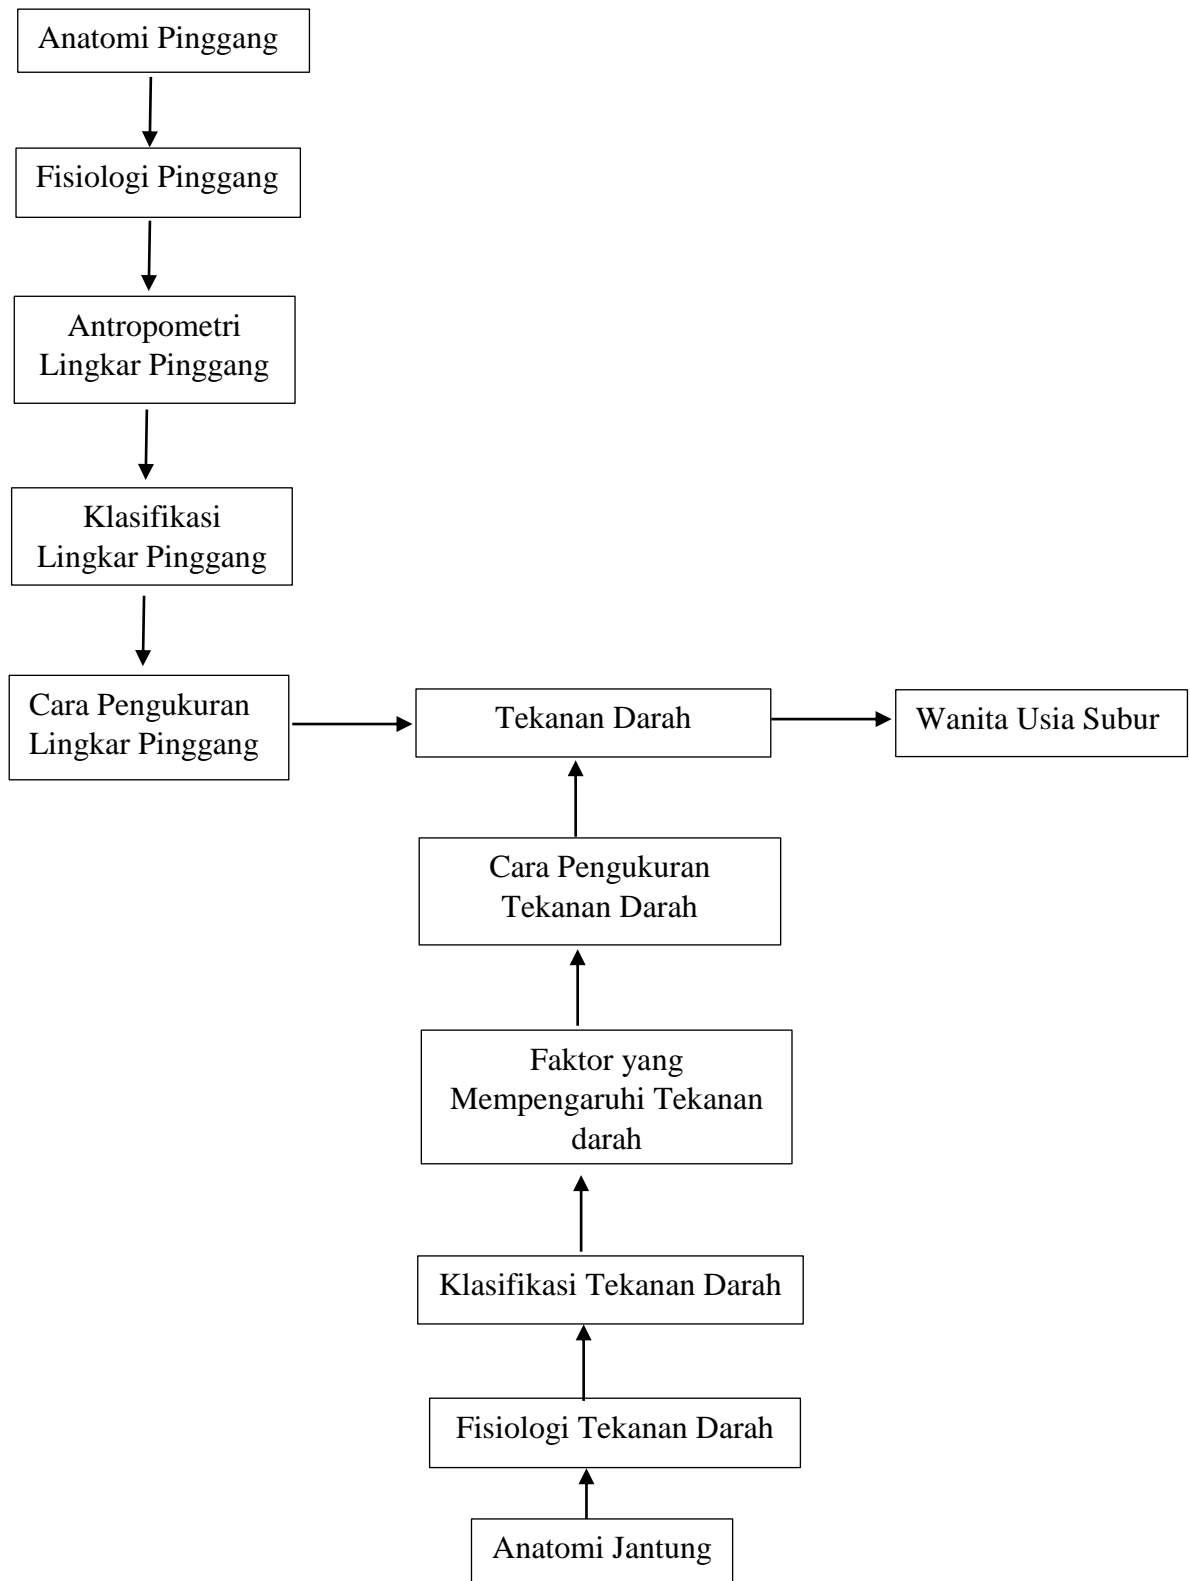 Anatomi Pinggang
Fisiologi Pinggang
Antropometri
Lingkar Pinggang
Klasifikasi
Lingkar Pinggang
Cara Pengukuran
Lingkar Pinggang
Tekanan Darah
Wanita Usia Subur
Cara Pengukuran
Tekanan Darah
Faktor yang
Mempengaruhi Tekanan
darah
Klasifikasi Tekanan Darah
Fisiologi Tekanan Darah
Anatomi Jantung